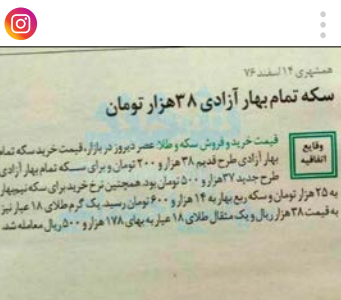 همشهری ۱۴ اسفند ۷۶
سکه تمام بهار آزادی ۳۸هزار تومان
وقایع
اتفاقیه
قیمت خرید و فروش سکه و طلا عصر دیروز در بازار، قیمت خرید سکه تمام
بهار آزادی طرح قدیم ۳۸ هزار و ۲۰۰ تومان و برای سکه تمام بهار آزادی
طرح جدید ۳۷هزار و ۵۰۰ تومان بود. همچنین نرخ خرید برای سکه نیم‌بهار
به ۲۵ هزار تومان و سکه ربع بهار به ۱۴ هزار و ۶۰۰ تومان رسید. یک گرم طلای ۱۸ عیار نیز
به قیمت ۳۸ هزار ریال و یک مثقال طلای ۱۸ عیار به بهای ۱۷۸ هزار و ۵۰۰ ریال معامله شد.